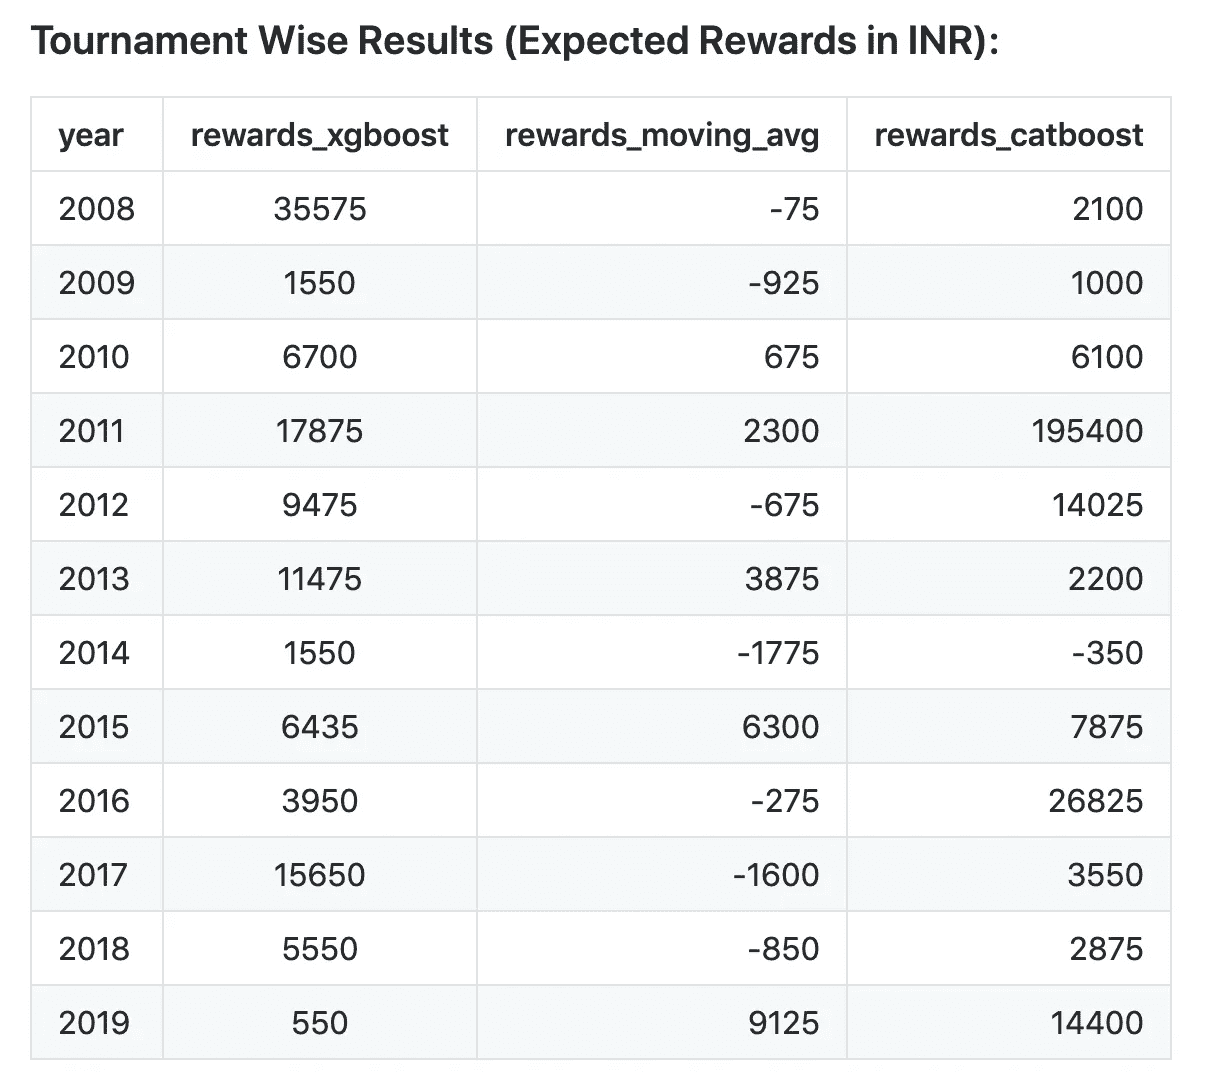 Tournament Wise Results (Expected Rewards in INR):
year rewards_xgboost rewards_moving_avg rewards_catboost
2008 35575 -75 2100
2009 1550 -925 1000
2010 6700 675 6100
2011 17875 2300 195400
2012 9475 -675 14025
2013 11475 3875 2200
2014 1550 -1775 -350
2015 6435 6300 7875
2016 3950 -275 26825
2017 15650 -1600 3550
2018 5550 -850 2875
2019 550 9125 14400